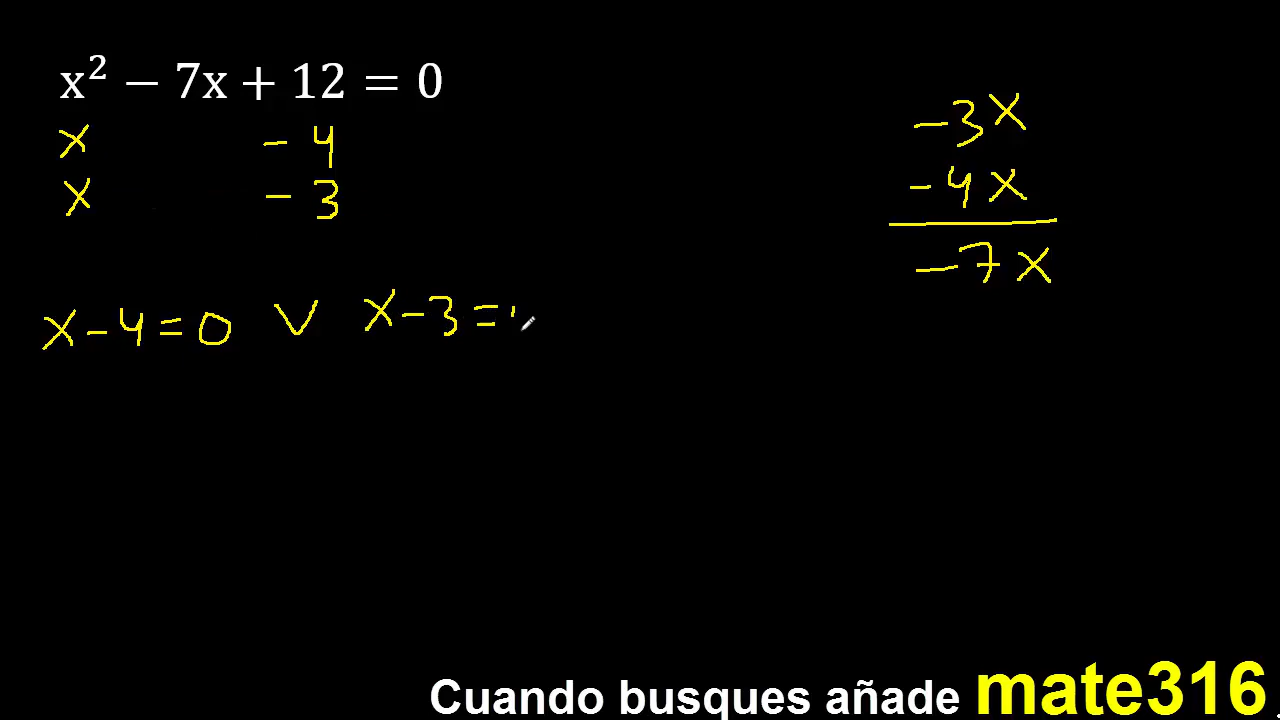 x² − 7x + 12 = 0
x − 4
x − 3
−3x
−4x
−7x
x−4=0 ∨ x−3=
Cuando busques añade mate316